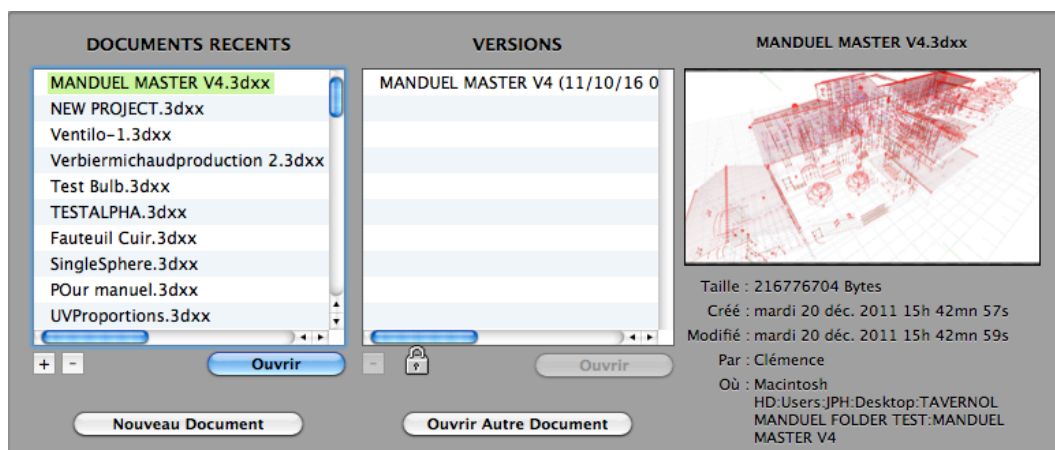 DOCUMENTS RECENTS
MANDUEL MASTER V4.3dxx
NEW PROJECT.3dxx
Ventilo-1.3dxx
Verbiermichaudproduction 2.3dxx
Test Bulb.3dxx
TESTALPHA.3dxx
Fauteuil Cuir.3dxx
SingleSphere.3dxx
POur manuel.3dxx
UVProportions.3dxx
+ -
Ouvrir
Nouveau Document
VERSIONS
MANDUEL MASTER V4 (11/10/16 0
-
Ouvrir
Ouvrir Autre Document
MANDUEL MASTER V4.3dxx
Taille : 216776704 Bytes
Créé : mardi 20 déc. 2011 15h 42mn 57s
Modifié : mardi 20 déc. 2011 15h 42mn 59s
Par : Clémence
Où : Macintosh
HD:Users:JPH:Desktop:TAVERNOL
MANDUEL FOLDER TEST:MANDUEL
MASTER V4